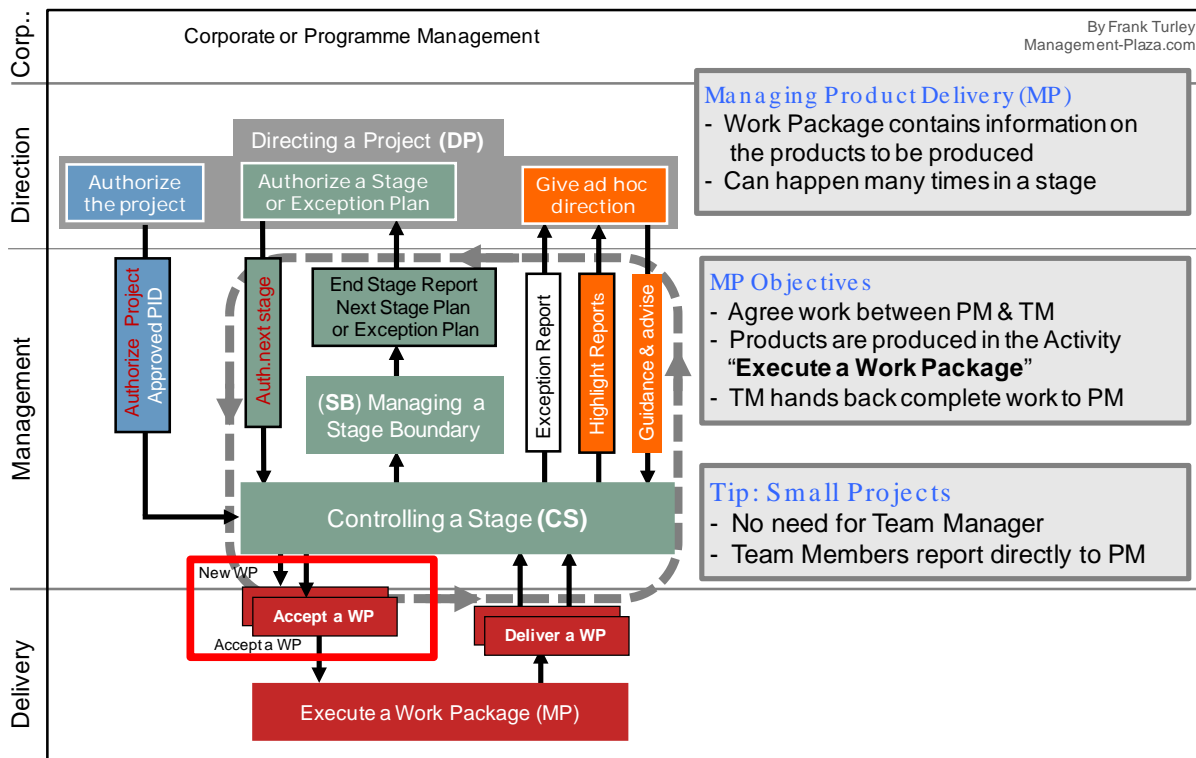 Corp..
Corporate or Programme Management
By Frank Turley
Management-Plaza.com
Direction
Directing a Project (DP)
Authorize
the project
Authorize a Stage
or Exception Plan
Give ad hoc
direction
Managing Product Delivery (MP)
- Work Package contains information on
the products to be produced
- Can happen many times in a stage
Management
Authorize Project
Approved PID
Auth.next stage
End Stage Report
Next Stage Plan
or Exception Plan
(SB) Managing a
Stage Boundary
Exception Report
Highlight Reports
Guidance & advise
Controlling a Stage (CS)
MP Objectives
- Agree work between PM & TM
- Products are produced in the Activity
“Execute a Work Package”
- TM hands back complete work to PM
Tip: Small Projects
- No need for Team Manager
- Team Members report directly to PM
Delivery
New WP
Accept a WP
Accept a WP
Deliver a WP
Execute a Work Package (MP)